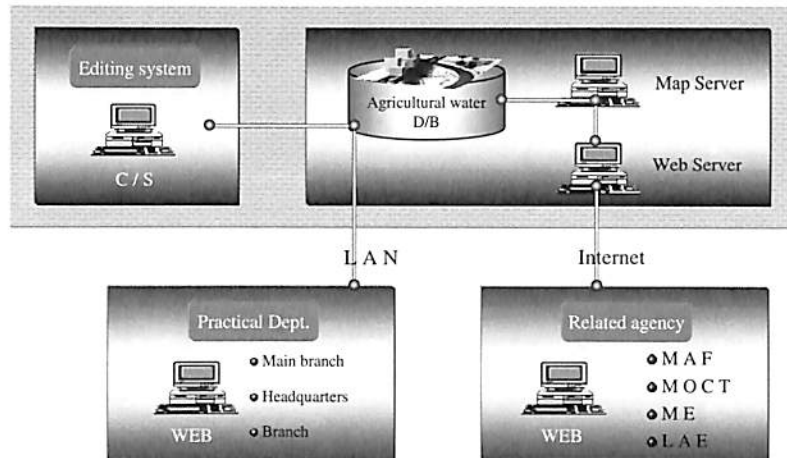 Editing system
C / S
Agricultural water
D/B
Map Server
Web Server
L A N
Internet
Practical Dept.
Main branch
Headquarters
Branch
WEB
Related agency
M A F
M O C T
M E
L A E
WEB